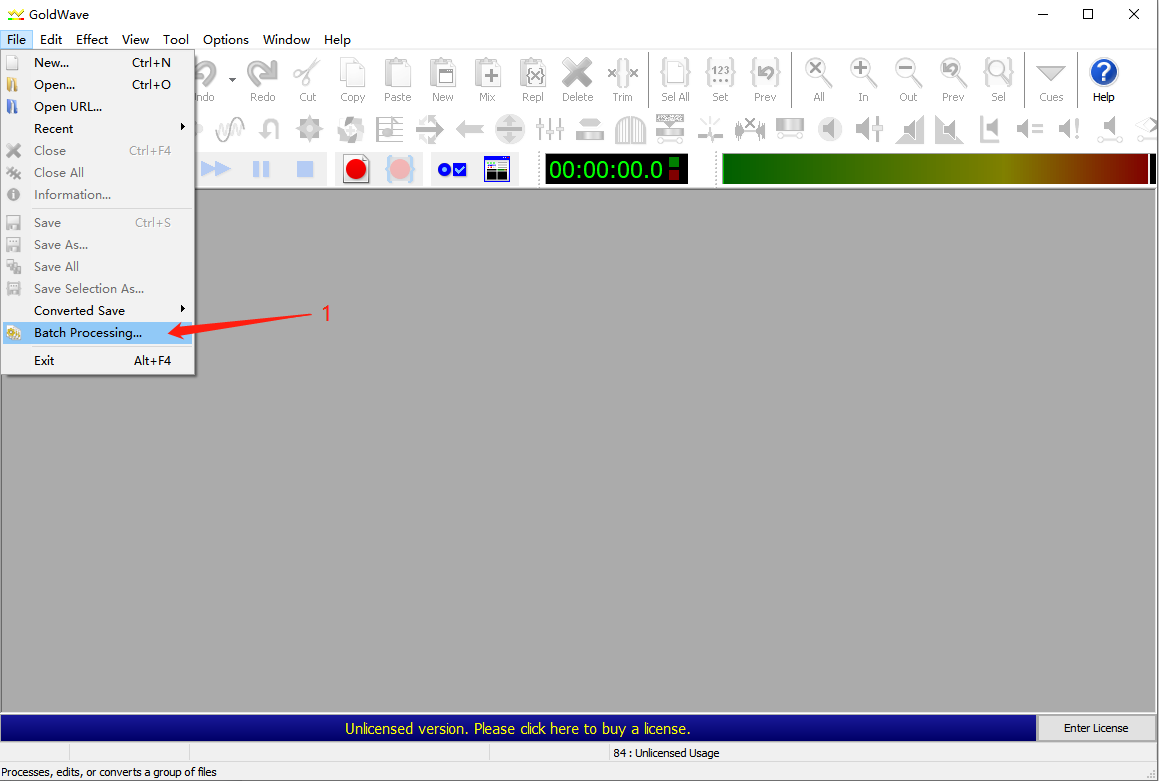 GoldWave
File Edit Effect View Tool Options Window Help
New... Ctrl+N
Open... Ctrl+O
Open URL...
Recent
Close Ctrl+F4
Close All
Information...
Save Ctrl+S
Save As...
Save All
Save Selection As...
Converted Save
Batch Processing...
Exit Alt+F4
ndo Redo Cut Copy Paste New Mix Repl Delete Trim Sel All Set Prev All In Out Prev Sel Cues Help
123
00:00:00.0
1
Unlicensed version. Please click here to buy a license.
Enter License
84 : Unlicensed Usage
Processes, edits, or converts a group of files